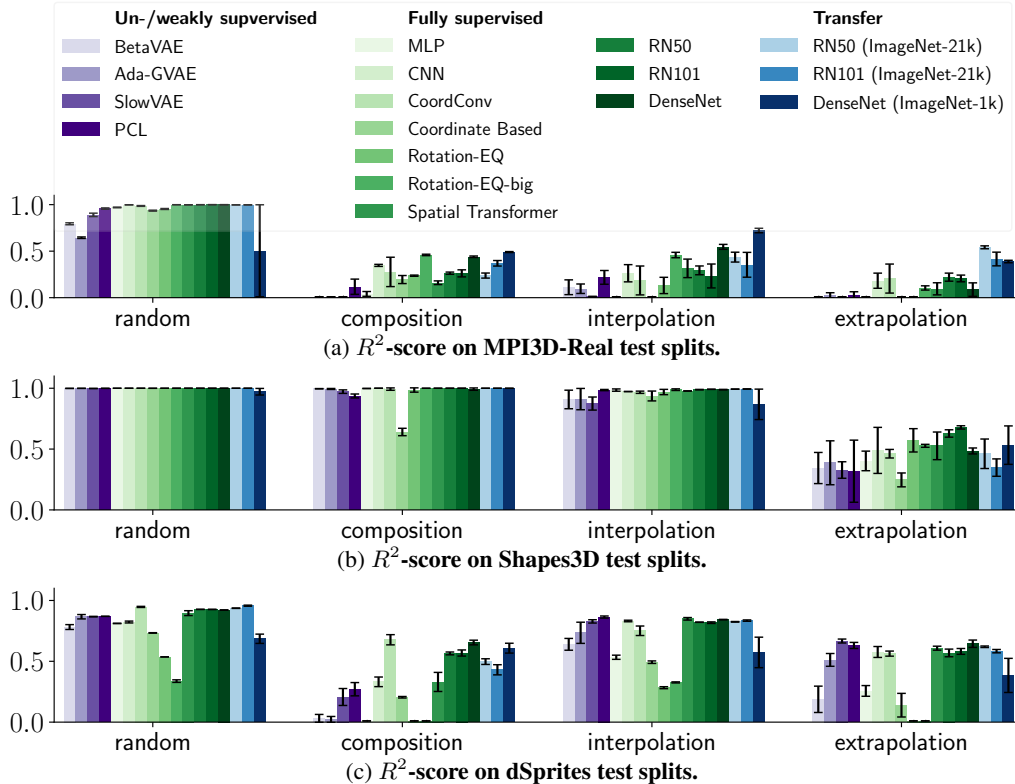 Un-/weakly supvervised
BetaVAE
Ada-GVAE
SlowVAE
PCL
Fully supervised
MLP
CNN
CoordConv
Coordinate Based
Rotation-EQ
Rotation-EQ-big
Spatial Transformer
RN50
RN101
DenseNet
Transfer
RN50 (ImageNet-21k)
RN101 (ImageNet-21k)
DenseNet (ImageNet-1k)
1.0
0.5
0.0
random composition interpolation extrapolation
(a) R²-score on MPI3D-Real test splits.
1.0
0.5
0.0
random composition interpolation extrapolation
(b) R²-score on Shapes3D test splits.
1.0
0.5
0.0
random composition interpolation extrapolation
(c) R²-score on dSprites test splits.